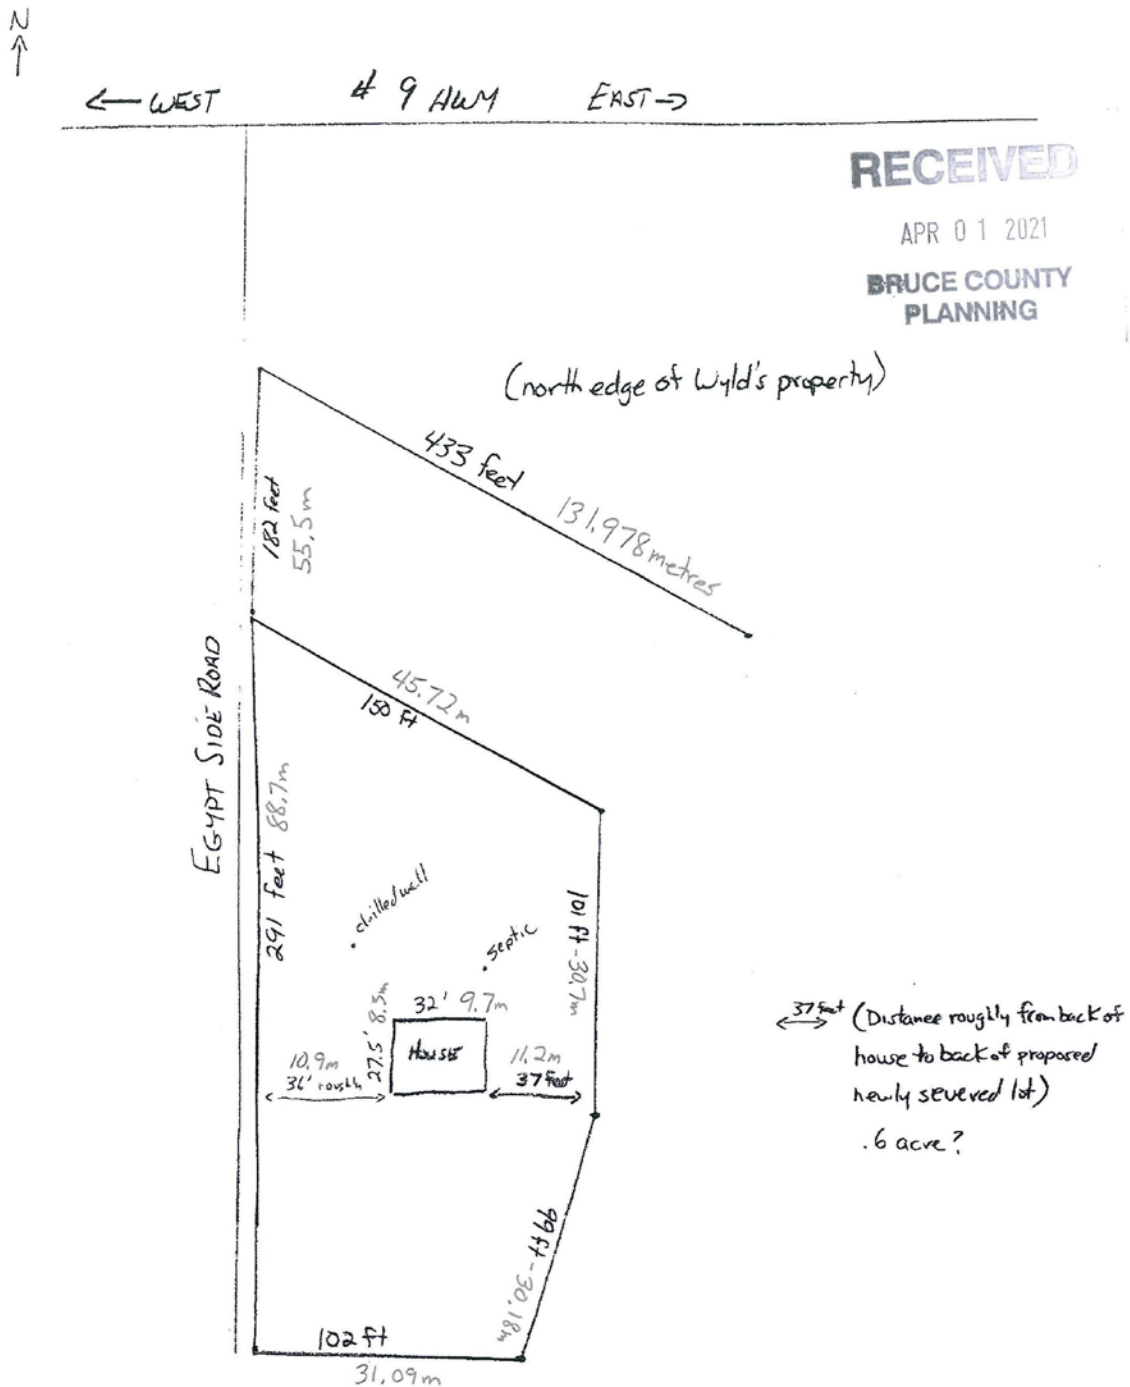 N
← WEST # 9 HWY EAST →
RECEIVED
APR 0 1 2021
BRUCE COUNTY
PLANNING
(north edge of Wyld's property)
433 feet
131.978 metres
182 feet
55.5m
45.72m
150 ft
EGYPT SIDE ROAD
291 feet 88.7m
drilled well
septic
101 ft - 30.7m
32' 9.7m
27.5' 8.3m
HOUSE
10.9m
36' roughly
11.2m
37 feet
37 feet (Distance roughly from back of
house to back of proposed
newly severed lot)
.6 acre?
99 ft - 30.18m
102 ft
31.09m